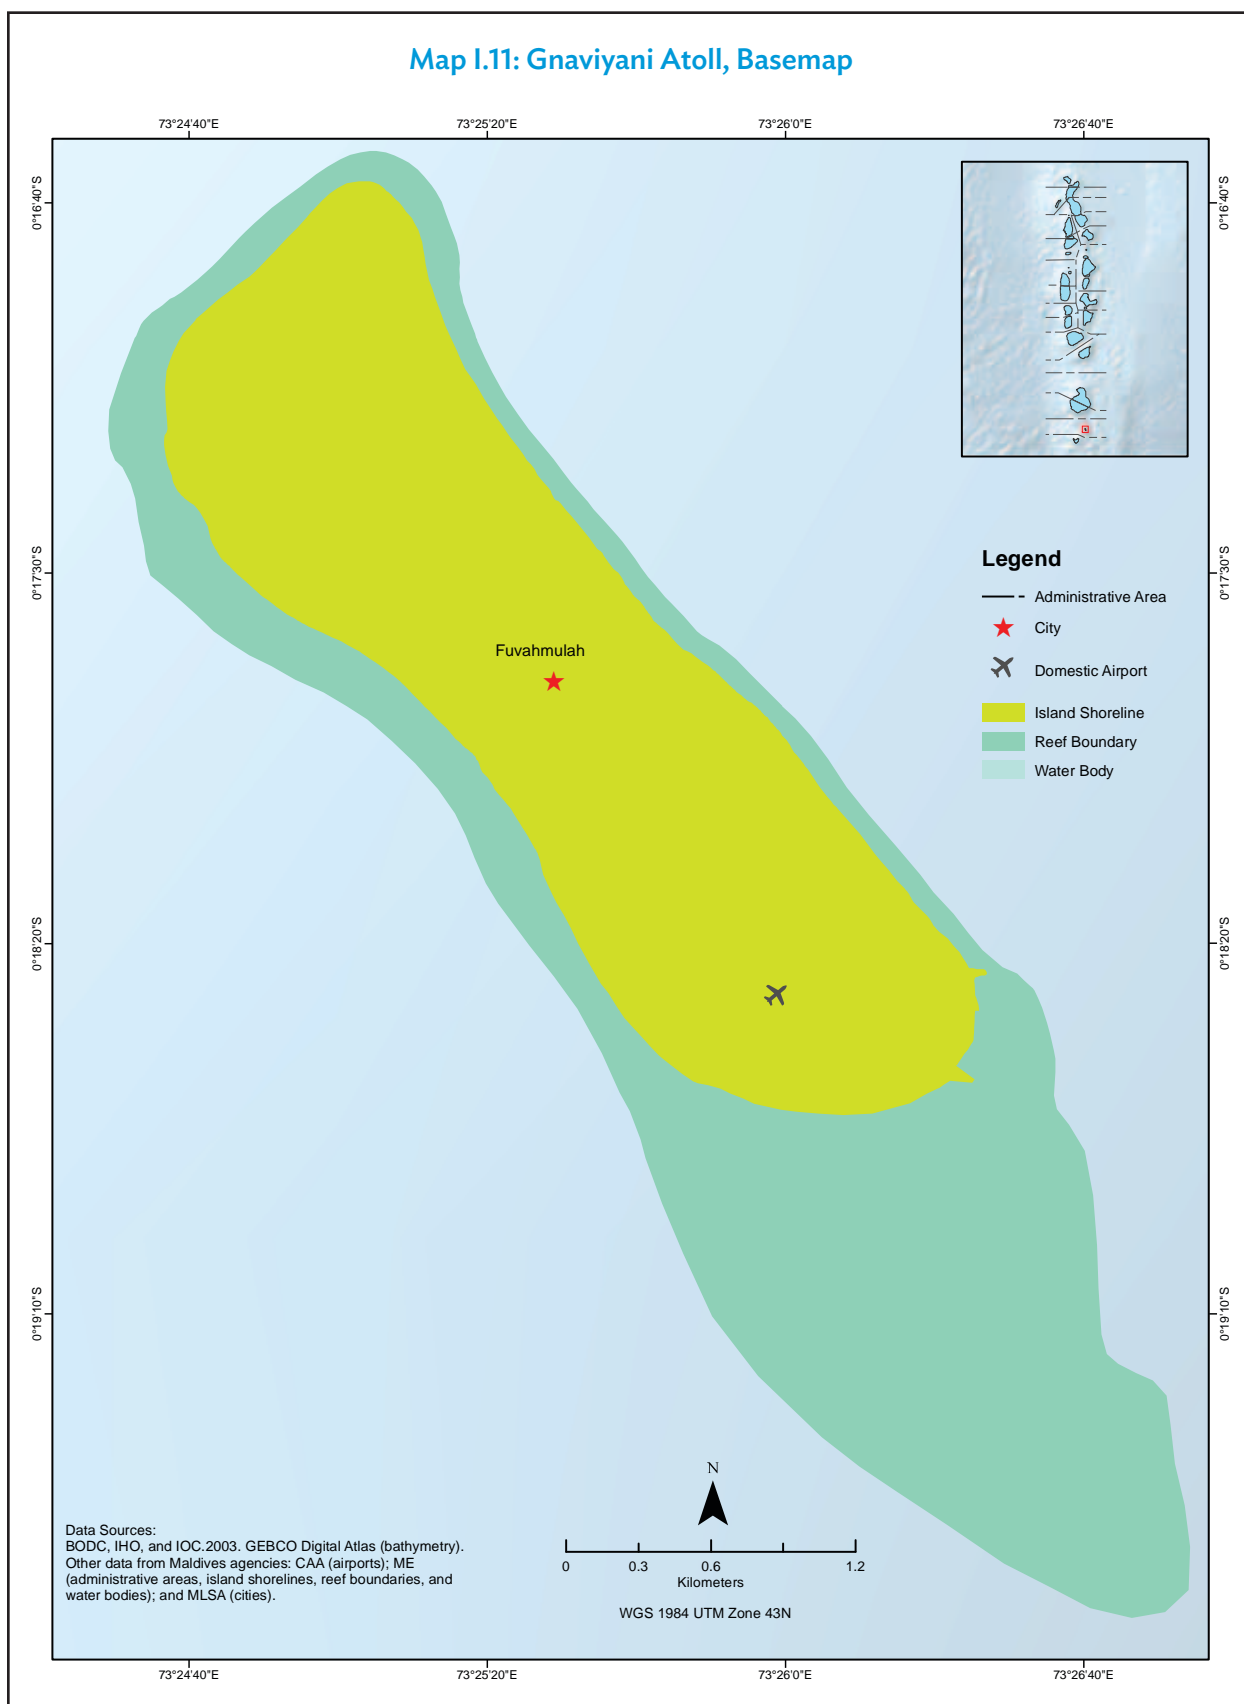 Map I.11: Gnaviyani Atoll, Basemap
73°24'40"E 73°25'20"E 73°26'0"E 73°26'40"E
0°16'40"S 0°16'40"S
0°17'30"S 0°17'30"S
Legend
Administrative Area
City
Domestic Airport
Island Shoreline
Reef Boundary
Water Body
Fuvahmulah
0°18'20"S 0°18'20"S
0°19'10"S 0°19'10"S
N
Data Sources:
BODC, IHO, and IOC.2003. GEBCO Digital Atlas (bathymetry).
Other data from Maldives agencies: CAA (airports); ME
(administrative areas, island shorelines, reef boundaries, and
water bodies); and MLSA (cities).
0 0.3 0.6 1.2
Kilometers
WGS 1984 UTM Zone 43N
73°24'40"E 73°25'20"E 73°26'0"E 73°26'40"E